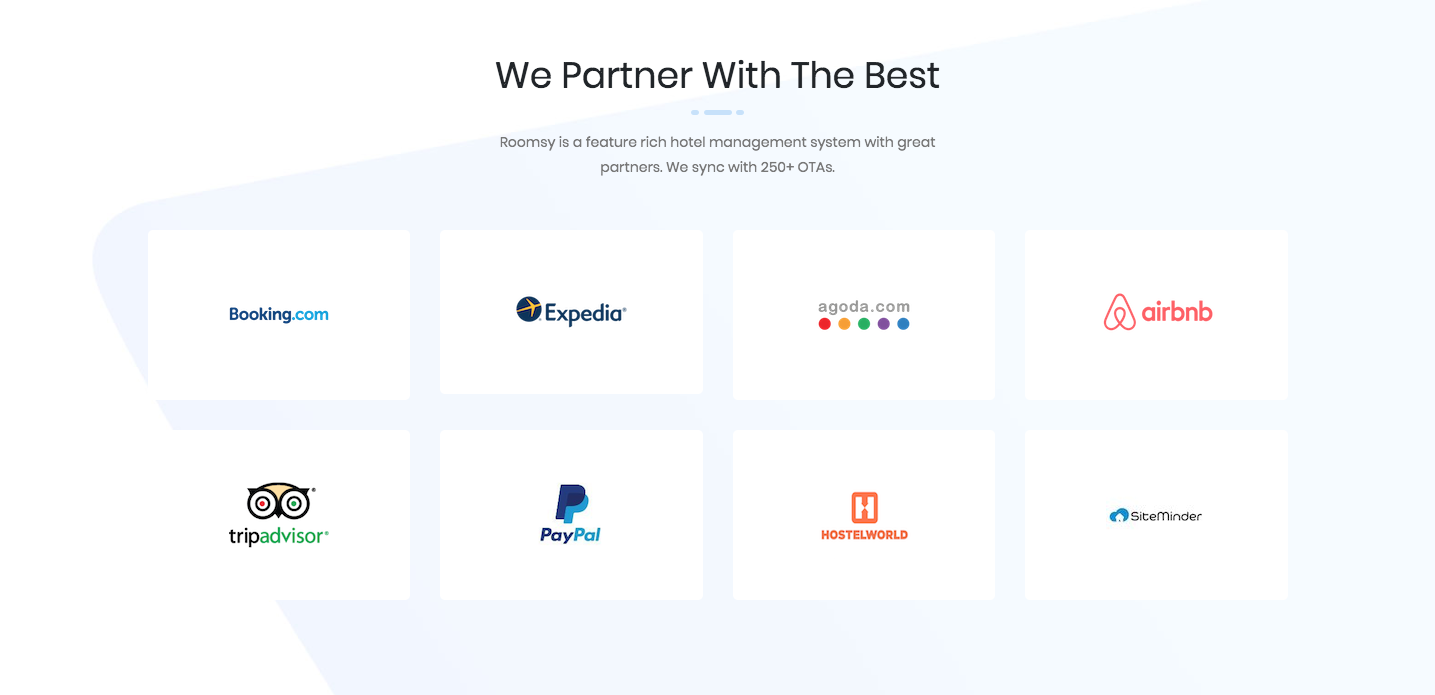 We Partner With The Best
Roomsy is a feature rich hotel management system with great
partners. We sync with 250+ OTAs.
Booking.com
Expedia®
agoda.com
airbnb
tripadvisor®
PayPal
HOSTELWORLD
SiteMinder